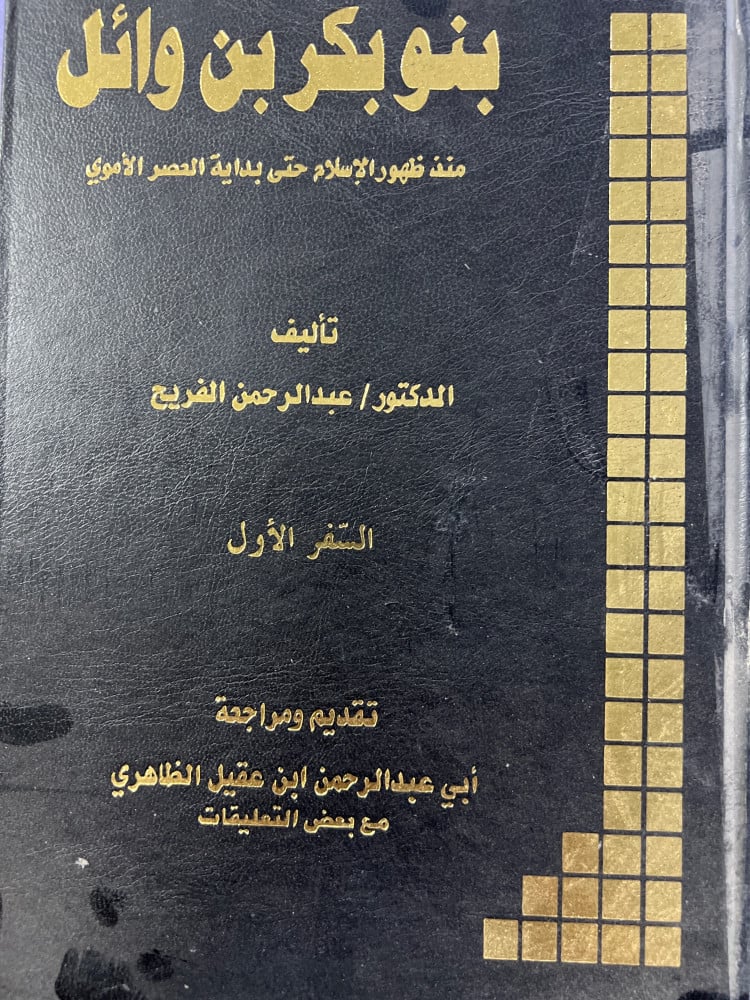 بنو بكر بن وائل
منذ ظهور الإسلام حتى بداية العصر الأموي
تأليف
الدكتور/ عبدالرحمن الفريح
السّفر الأول
تقديم ومراجعة
أبي عبدالرحمن ابن عقيل الظاهري
مع بعض التعليقات